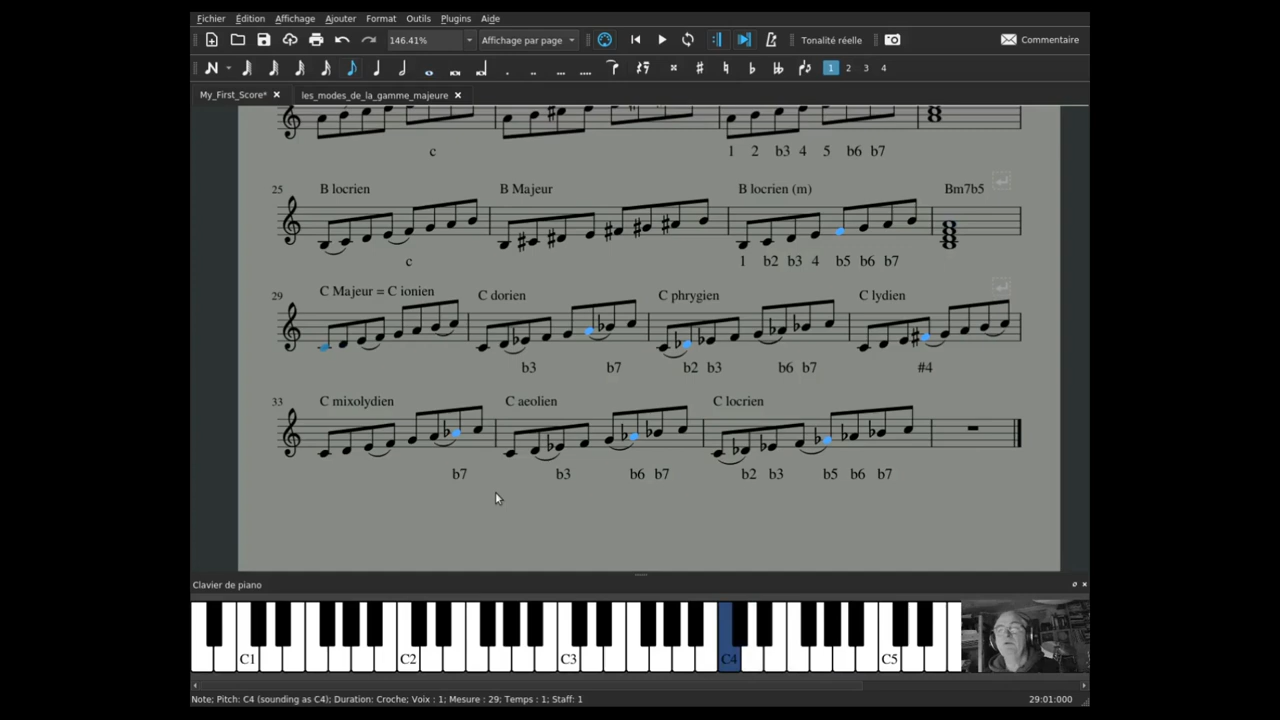 Fichier Édition Affichage Ajouter Format Outils Plugins Aide
146.41% Affichage par page Tonalité réelle Commentaire
1 2 3 4
My_First_Score* les_modes_de_la_gamme_majeure
c 1 2 b3 4 5 b6 b7
25 B locrien B Majeur B locrien (m) Bm7b5
c 1 b2 b3 4 b5 b6 b7
29 C Majeur = C ionien C dorien C phrygien C lydien
b3 b7 b2 b3 b6 b7 #4
33 C mixolydien C aeolien C locrien
b7 b3 b6 b7 b2 b3 b5 b6 b7
Clavier de piano
C1 C2 C3 C4 C5
Note; Pitch: C4 (sounding as C4); Duration: Croche; Voix : 1; Mesure : 29; Temps : 1; Staff: 1 29:01:000